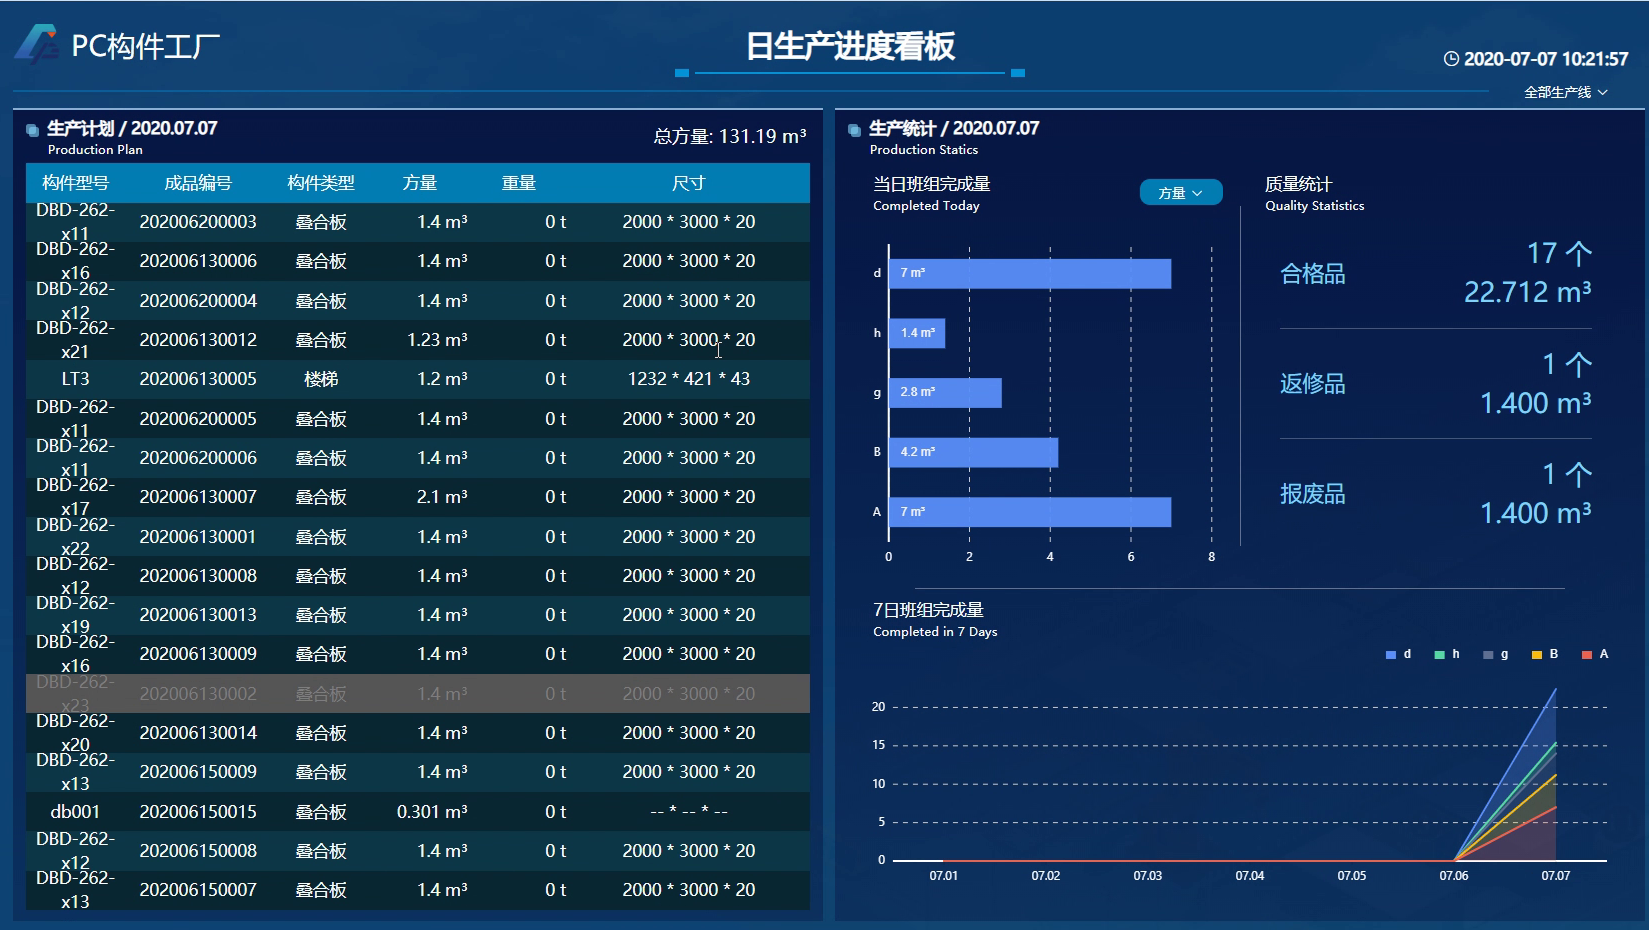 PC构件工厂
日生产进度看板
2020-07-07 10:21:57
全部生产线
生产计划 / 2020.07.07
Production Plan
总方量: 131.19 m³
构件型号 成品编号 构件类型 方量 重量 尺寸
DBD-262-x11 202006200003 叠合板 1.4 m³ 0 t 2000 * 3000 * 20
DBD-262-x16 202006130006 叠合板 1.4 m³ 0 t 2000 * 3000 * 20
DBD-262-x12 202006200004 叠合板 1.4 m³ 0 t 2000 * 3000 * 20
DBD-262-x21 202006130012 叠合板 1.23 m³ 0 t 2000 * 3000 * 20
LT3 202006130005 楼梯 1.2 m³ 0 t 1232 * 421 * 43
DBD-262-x11 202006200005 叠合板 1.4 m³ 0 t 2000 * 3000 * 20
DBD-262-x11 202006200006 叠合板 1.4 m³ 0 t 2000 * 3000 * 20
DBD-262-x17 202006130007 叠合板 2.1 m³ 0 t 2000 * 3000 * 20
DBD-262-x22 202006130001 叠合板 1.4 m³ 0 t 2000 * 3000 * 20
DBD-262-x12 202006130008 叠合板 1.4 m³ 0 t 2000 * 3000 * 20
DBD-262-x19 202006130013 叠合板 1.4 m³ 0 t 2000 * 3000 * 20
DBD-262-x16 202006130009 叠合板 1.4 m³ 0 t 2000 * 3000 * 20
DBD-262-x23 202006130002 叠合板 1.4 m³ 0 t 2000 * 3000 * 20
DBD-262-x20 202006130014 叠合板 1.4 m³ 0 t 2000 * 3000 * 20
DBD-262-x13 202006150009 叠合板 1.4 m³ 0 t 2000 * 3000 * 20
db001 202006150015 叠合板 0.301 m³ 0 t -- * -- * --
DBD-262-x12 202006150008 叠合板 1.4 m³ 0 t 2000 * 3000 * 20
DBD-262-x13 202006150007 叠合板 1.4 m³ 0 t 2000 * 3000 * 20
生产统计 / 2020.07.07
Production Statics
当日班组完成量
Completed Today
方量
d 7 m³
h 1.4 m³
g 2.8 m³
B 4.2 m³
A 7 m³
0 2 4 6 8
质量统计
Quality Statistics
合格品 17 个
22.712 m³
返修品 1 个
1.400 m³
报废品 1 个
1.400 m³
7日班组完成量
Completed in 7 Days
d h g B A
20
15
10
5
0
07.01 07.02 07.03 07.04 07.05 07.06 07.07